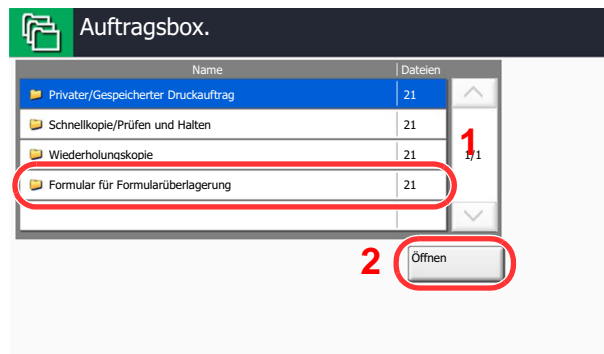 Auftragsbox.
Name Dateien
Privater/Gespeicherter Druckauftrag 21
Schnellkopie/Prüfen und Halten 21
Wiederholungskopie 21
1
1/1
Formular für Formularüberlagerung 21
2
Öffnen